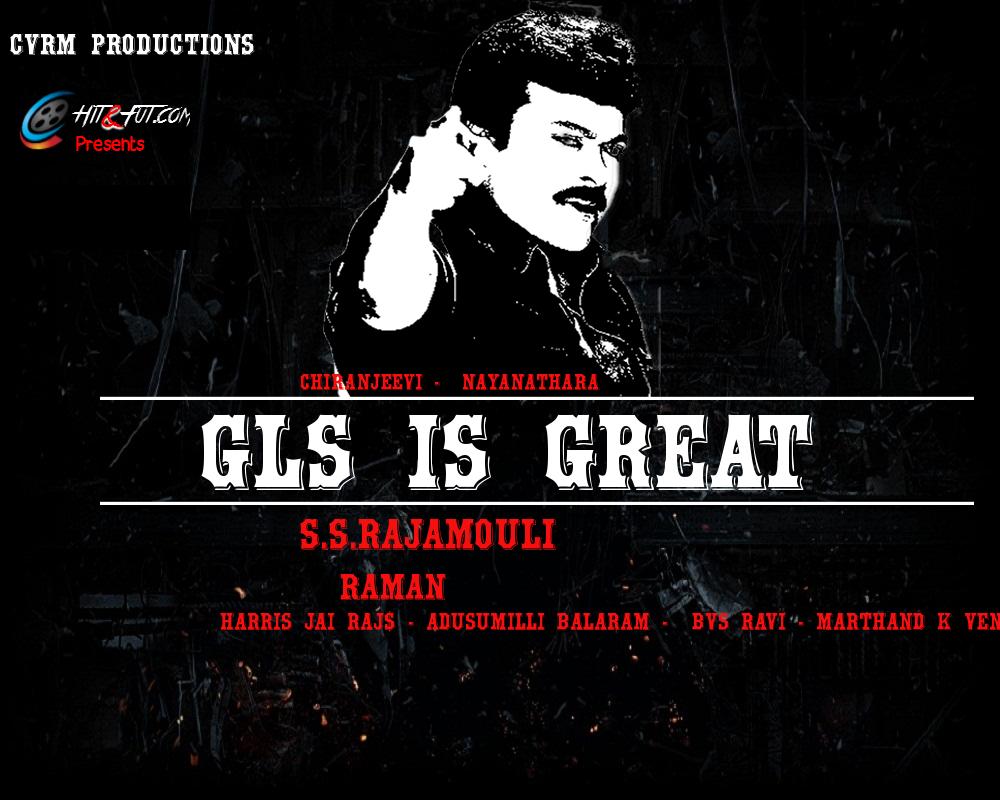 CVRM PRODUCTIONS
HIT&FUT.COM
Presents
CHIRANJEEVI - NAYANATHARA
GLS IS GREAT
S.S.RAJAMOULI
RAMAN
HARRIS JAI RAJS - ADUSUMILLI BALARAM - BVS RAVI - MARTHAND K VEN